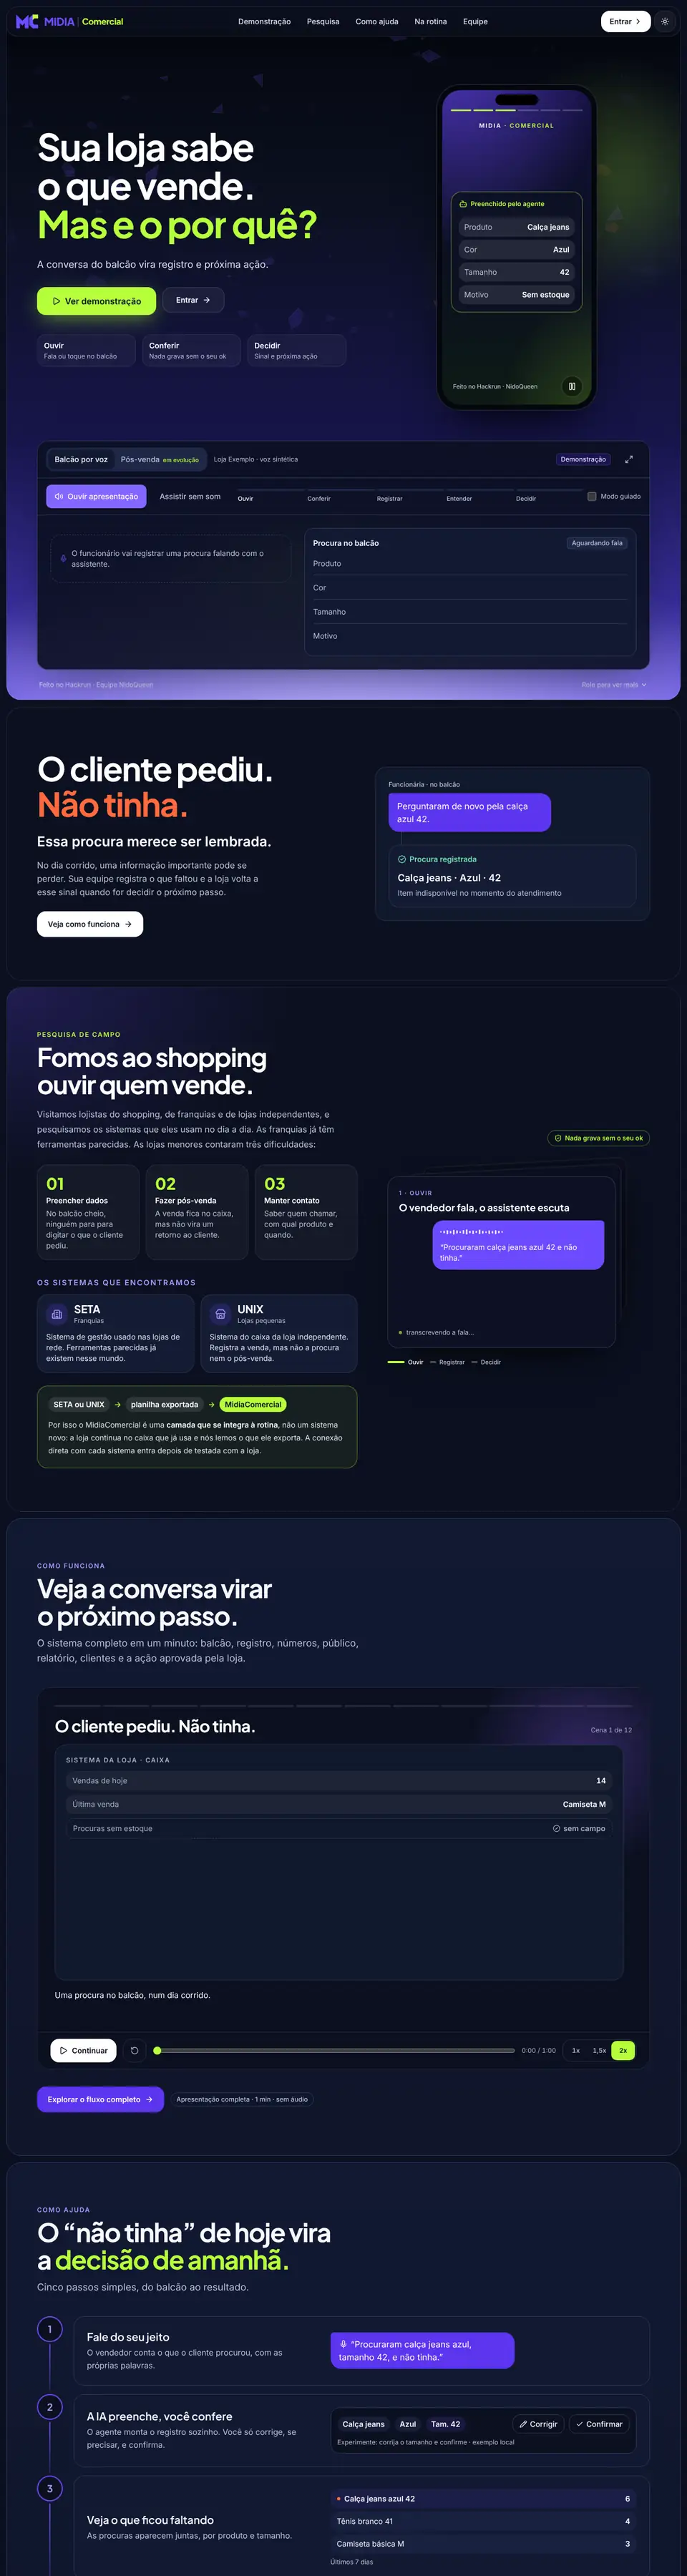 MC MIDIA | Comercial
Demonstração
Pesquisa
Como ajuda
Na rotina
Equipe
Entrar
Sua loja sabe
o que vende.
Mas e o por quê?
A conversa do balcão vira registro e próxima ação.
Ver demonstração
Entrar
Ouvir
Fala ou toque no balcão
Conferir
Nada grava sem o seu ok
Decidir
Sinal e próxima ação
MIDIA · COMERCIAL
Preenchido pelo agente
Produto Calça jeans
Cor Azul
Tamanho 42
Motivo Sem estoque
Feito no Hackrun · NidoQueen
Balcão por voz
Pós-venda em evolução
Loja Exemplo · voz sintética
Demonstração
Ouvir apresentação
Assistir sem som
Ouvir
Conferir
Registrar
Entender
Decidir
Modo guiado
O funcionário vai registrar uma procura falando com o
assistente.
Procura no balcão
Aguardando fala
Produto
Cor
Tamanho
Motivo
Feito no Hackrun · Equipe NidoQueen
Role para ver mais
O cliente pediu.
Não tinha.
Essa procura merece ser lembrada.
No dia corrido, uma informação importante pode se
perder. Sua equipe registra o que faltou e a loja volta a
esse sinal quando for decidir o próximo passo.
Veja como funciona
Funcionária · no balcão
Perguntaram de novo pela calça
azul 42.
Procura registrada
Calça jeans · Azul · 42
Item indisponível no momento do atendimento
PESQUISA DE CAMPO
Fomos ao shopping
ouvir quem vende.
Visitamos lojistas do shopping, de franquias e de lojas independentes, e
pesquisamos os sistemas que eles usam no dia a dia. As franquias já têm
ferramentas parecidas. As lojas menores contaram três dificuldades:
01
Preencher dados
No balcão cheio,
ninguém para para
digitar o que o cliente
pediu.
02
Fazer pós-venda
A venda fica no caixa,
mas não vira um
retorno ao cliente.
03
Manter contato
Saber quem chamar,
com qual produto e
quando.
OS SISTEMAS QUE ENCONTRAMOS
SETA
Franquias
Sistema de gestão usado nas lojas de
rede. Ferramentas parecidas já
existem nesse mundo.
UNIX
Lojas pequenas
Sistema do caixa da loja independente.
Registra a venda, mas não a procura
nem o pós-venda.
SETA ou UNIX → planilha exportada → MidiaComercial
Por isso o MidiaComercial é uma camada que se integra à rotina, não um sistema
novo: a loja continua no caixa que já usa e nós lemos o que ele exporta. A conexão
direta com cada sistema entra depois de testada com a loja.
Nada grava sem o seu ok
1 · OUVIR
O vendedor fala, o assistente escuta
“Procuraram calça jeans azul 42 e não
tinha.”
transcrevendo a fala...
Ouvir
Registrar
Decidir
COMO FUNCIONA
Veja a conversa virar
o próximo passo.
O sistema completo em um minuto: balcão, registro, números, público,
relatório, clientes e a ação aprovada pela loja.
O cliente pediu. Não tinha.
Cena 1 de 12
SISTEMA DA LOJA · CAIXA
Vendas de hoje 14
Última venda Camiseta M
Procuras sem estoque sem campo
Uma procura no balcão, num dia corrido.
Continuar
0:00 / 1:00
1x
1,5x
2x
Explorar o fluxo completo
Apresentação completa · 1 min · sem áudio
COMO AJUDA
O “não tinha” de hoje vira
a decisão de amanhã.
Cinco passos simples, do balcão ao resultado.
1
Fale do seu jeito
O vendedor conta o que o cliente procurou, com as
próprias palavras.
“Procuraram calça jeans azul,
tamanho 42, e não tinha.”
2
A IA preenche, você confere
O agente monta o registro sozinho. Você só corrige, se
precisar, e confirma.
Calça jeans
Azul
Tam. 42
Corrigir
Confirmar
Experimente: corrija o tamanho e confirme · exemplo local
3
Veja o que ficou faltando
As procuras aparecem juntas, por produto e tamanho.
Calça jeans azul 42 6
Tênis branco 41 4
Camiseta básica M 3
Últimos 7 dias